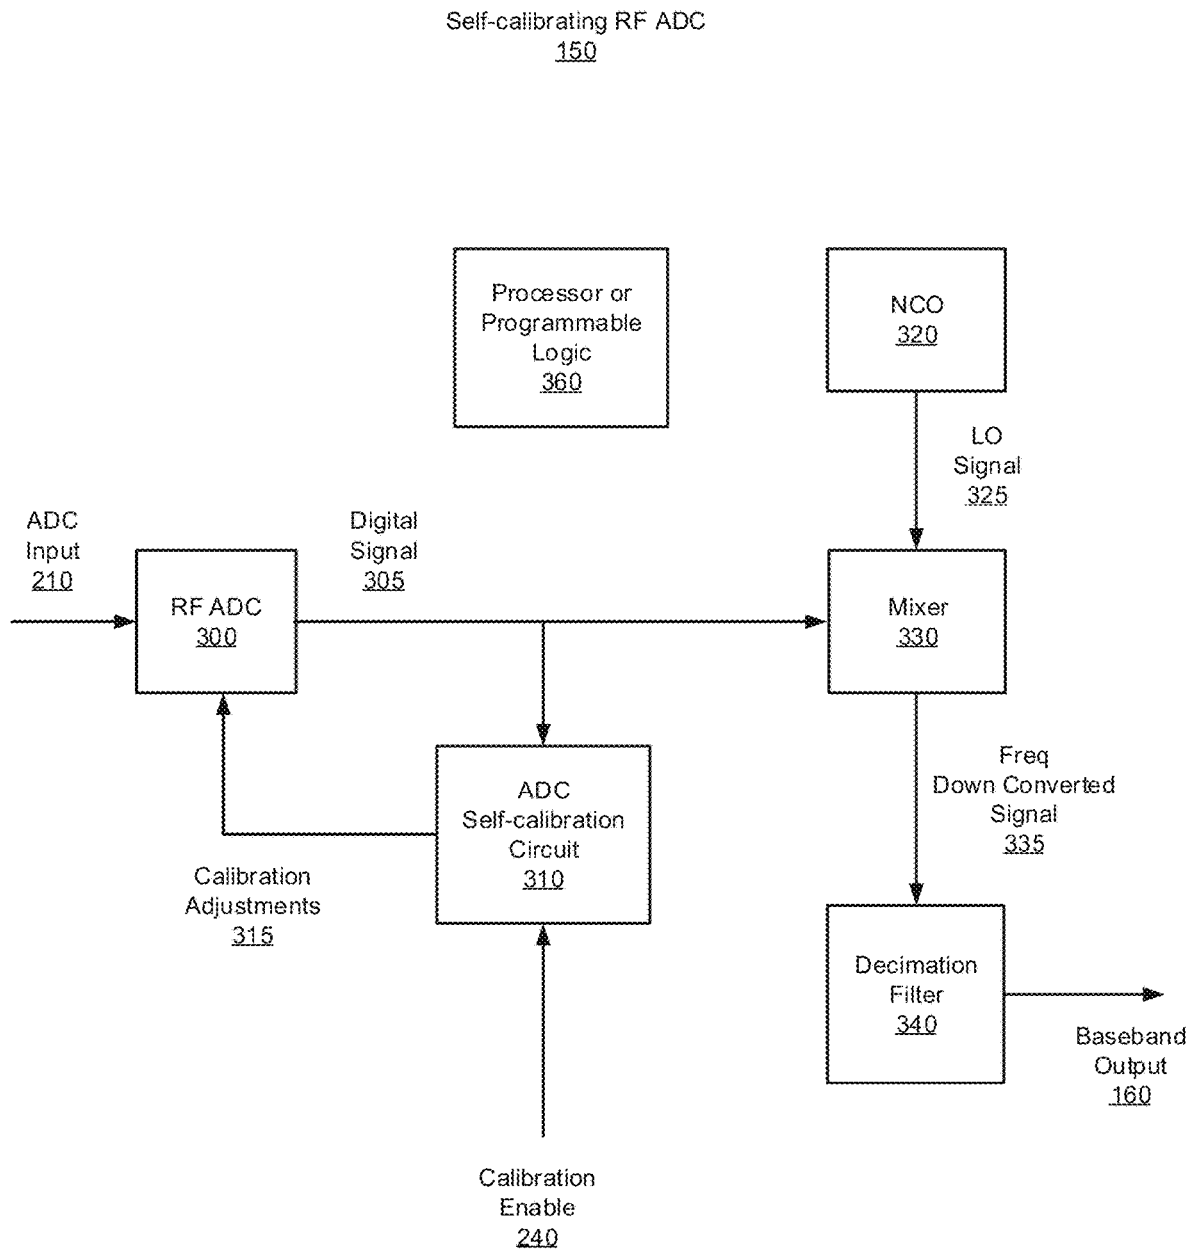 Self-calibrating RF ADC
150
Processor or
Programmable
Logic
360
NCO
320
LO
Signal
325
ADC
Input
210
RF ADC
300
Digital
Signal
305
Mixer
330
ADC
Self-calibration
Circuit
310
Calibration
Adjustments
315
Freq
Down Converted
Signal
335
Decimation
Filter
340
Baseband
Output
160
Calibration
Enable
240